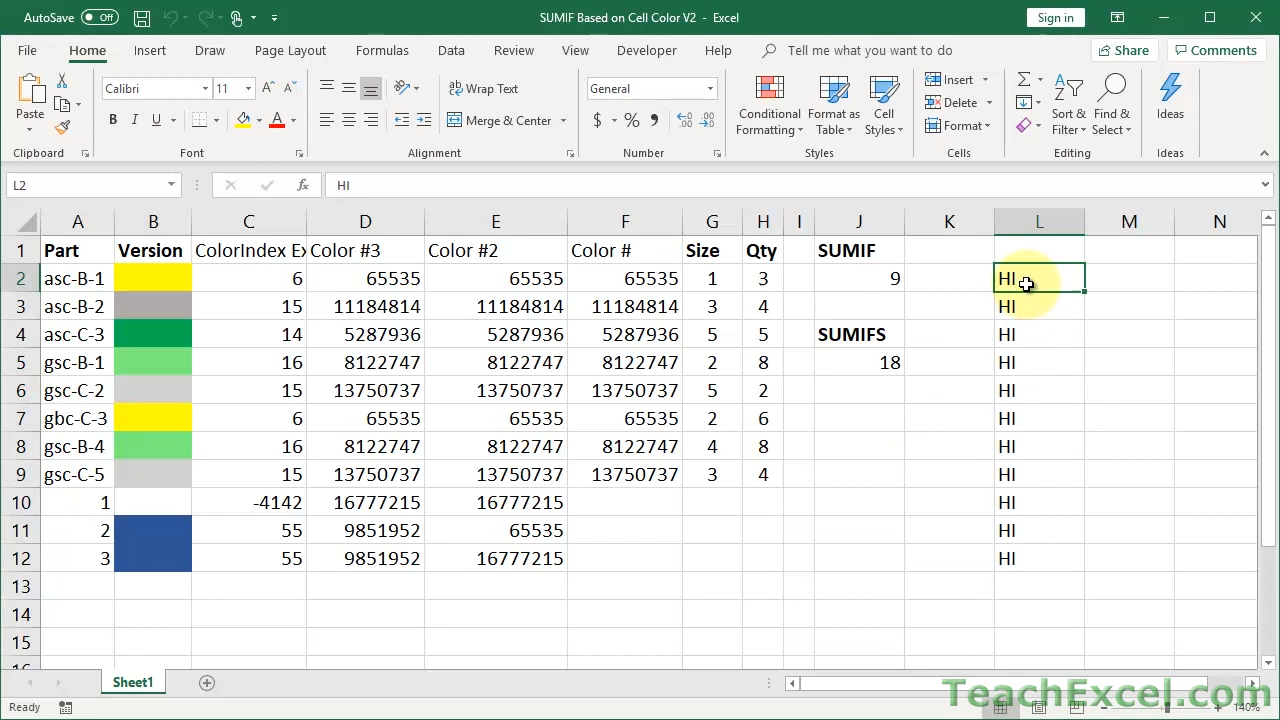 AutoSave Off SUMIF Based on Cell Color V2 - Excel Sign in
File Home Insert Draw Page Layout Formulas Data Review View Developer Help Tell me what you want to do Share Comments
Paste
Calibri 11 A A
B I U A
ab Wrap Text
Merge & Center
General
$ % ,
Conditional Formatting
Format as Table
Cell Styles
Insert
Delete
Format
Sort & Filter
Find & Select
Ideas
Clipboard Font Alignment Number Styles Cells Editing Ideas
L2 fx HI
A B C D E F G H I J K L M N
1 Part Version ColorIndex Ex Color #3 Color #2 Color # Size Qty SUMIF
2 asc-B-1 6 65535 65535 65535 1 3 9 HI
3 asc-B-2 15 11184814 11184814 11184814 3 4 HI
4 asc-C-3 14 5287936 5287936 5287936 5 5 SUMIFS HI
5 gsc-B-1 16 8122747 8122747 8122747 2 8 18 HI
6 gsc-C-2 15 13750737 13750737 13750737 5 2 HI
7 gbc-C-3 6 65535 65535 65535 2 6 HI
8 gsc-B-4 16 8122747 8122747 8122747 4 8 HI
9 gsc-C-5 15 13750737 13750737 13750737 3 4 HI
10 1 -4142 16777215 16777215 HI
11 2 55 9851952 65535 HI
12 3 55 9851952 16777215 HI
13
14
15
Sheet1
TeachExcel.com
Ready 140%